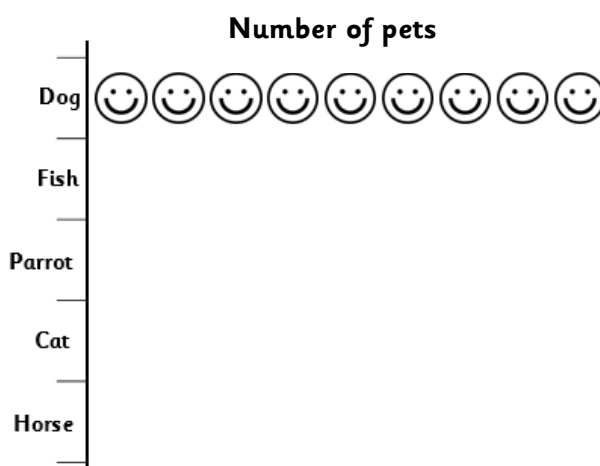 Number of pets
Dog
Fish
Parrot
Cat
Horse